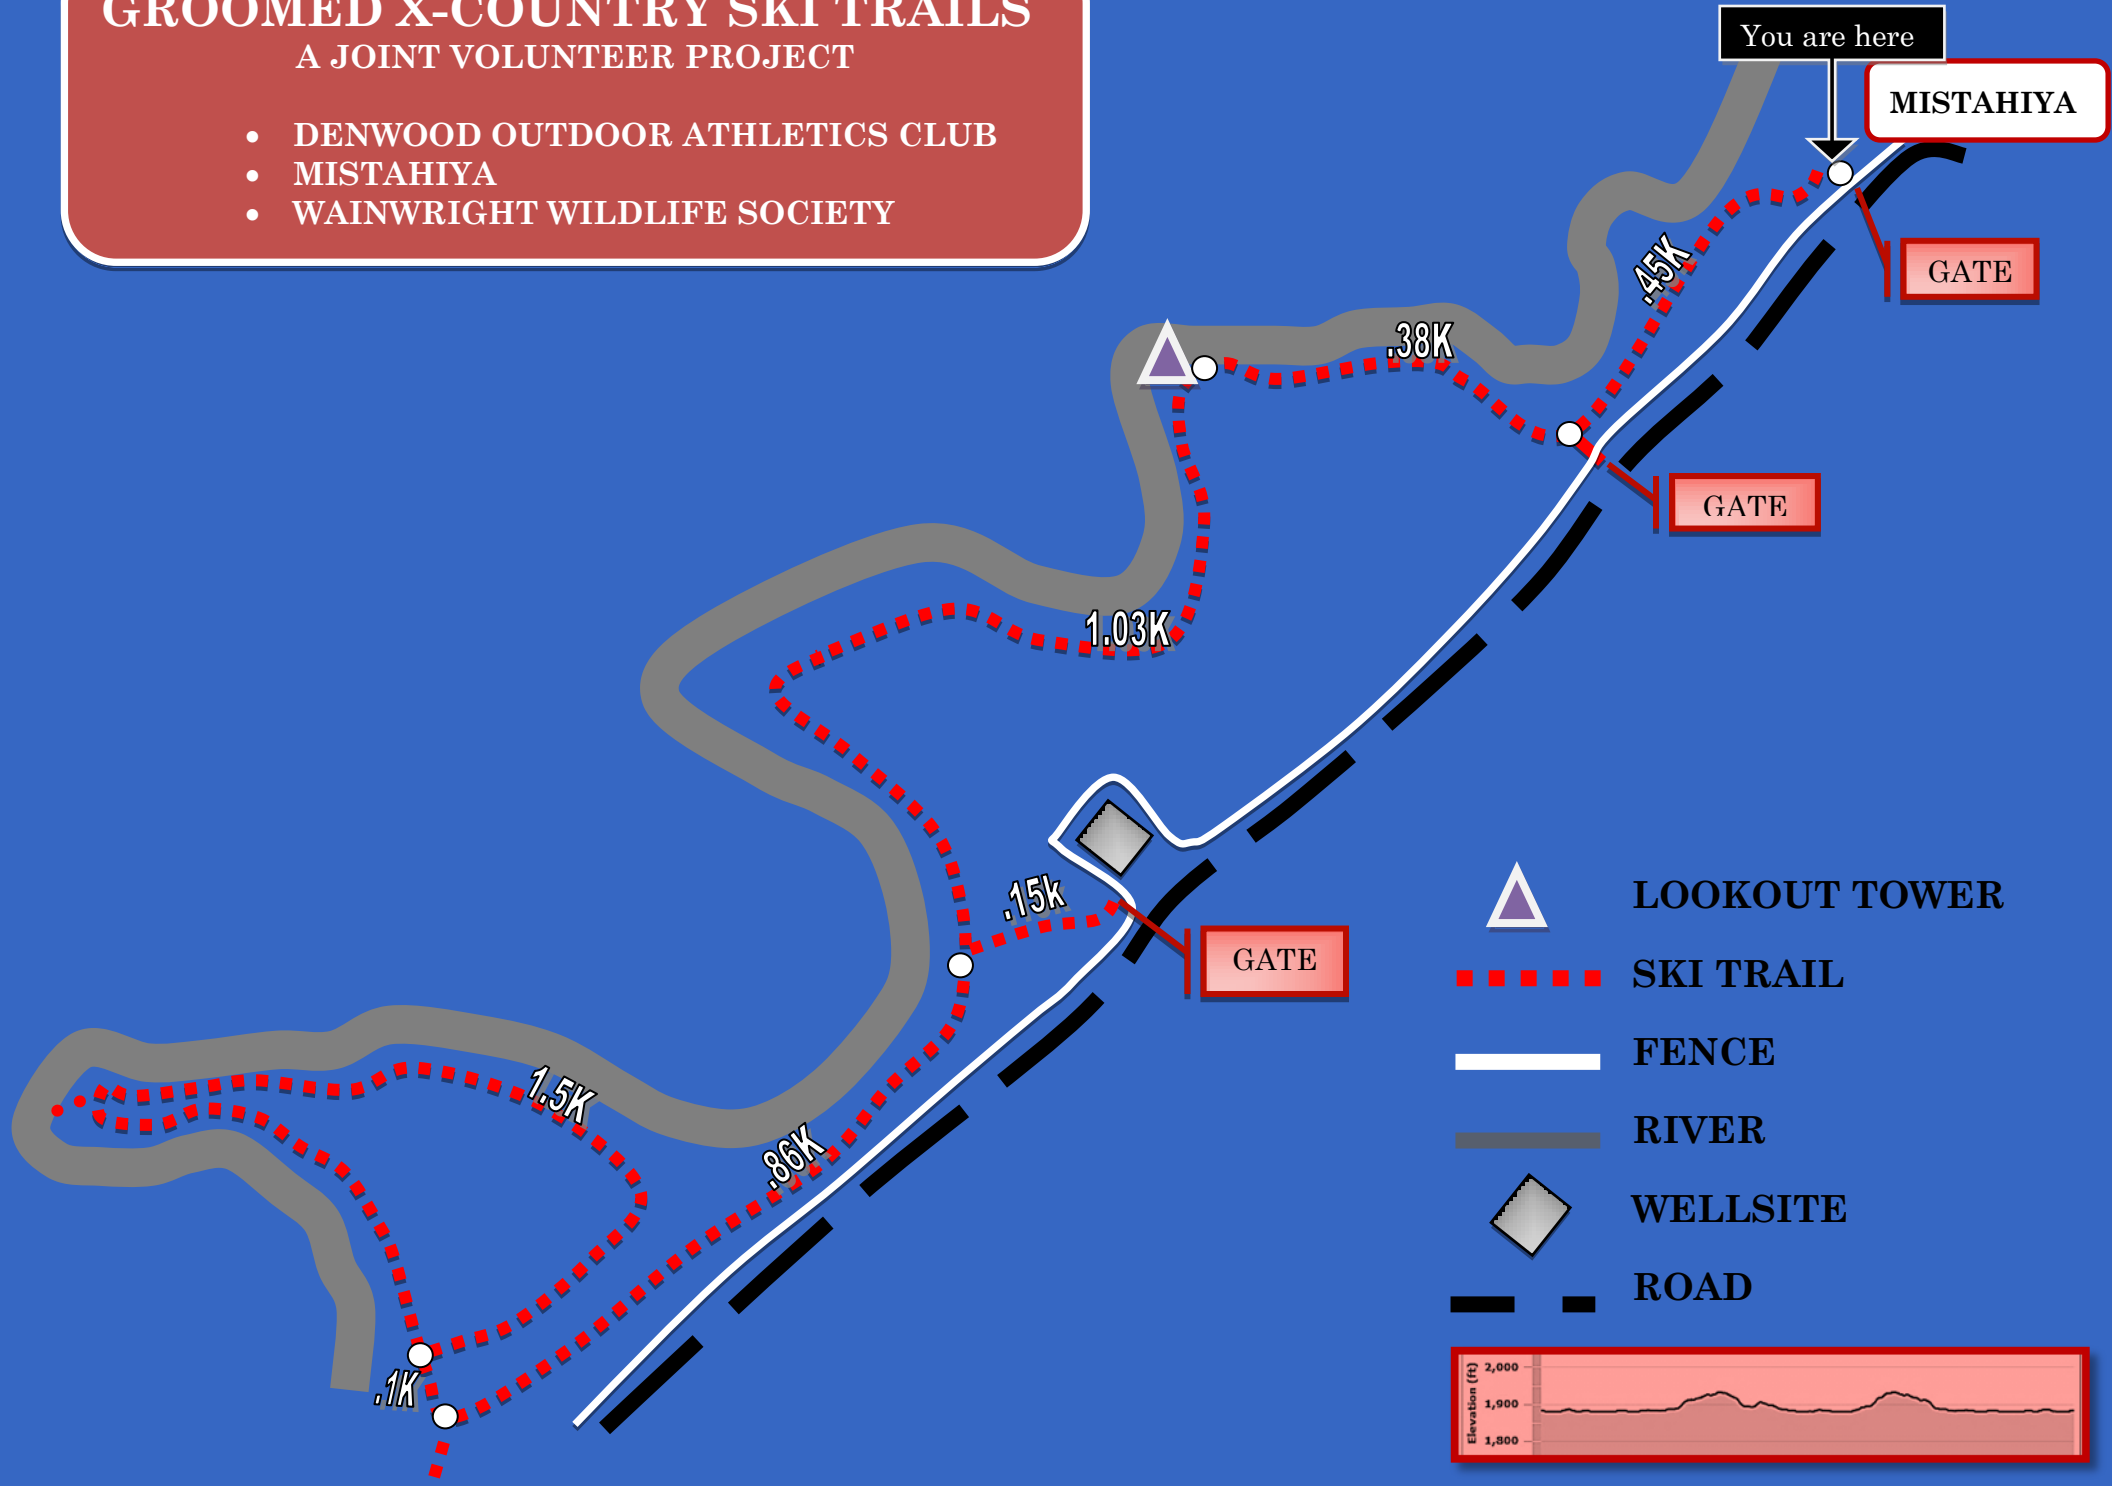 GROOMED X-COUNTRY SKI TRAILS
A JOINT VOLUNTEER PROJECT
• DENWOOD OUTDOOR ATHLETICS CLUB
• MISTAHIYA
• WAINWRIGHT WILDLIFE SOCIETY
You are here
MISTAHIYA
GATE
.45K
.38K
GATE
1.03K
.15k
GATE
1.5K
.86K
.1K
LOOKOUT TOWER
SKI TRAIL
FENCE
RIVER
WELLSITE
ROAD
Elevation (ft)
2,000
1,900
1,800